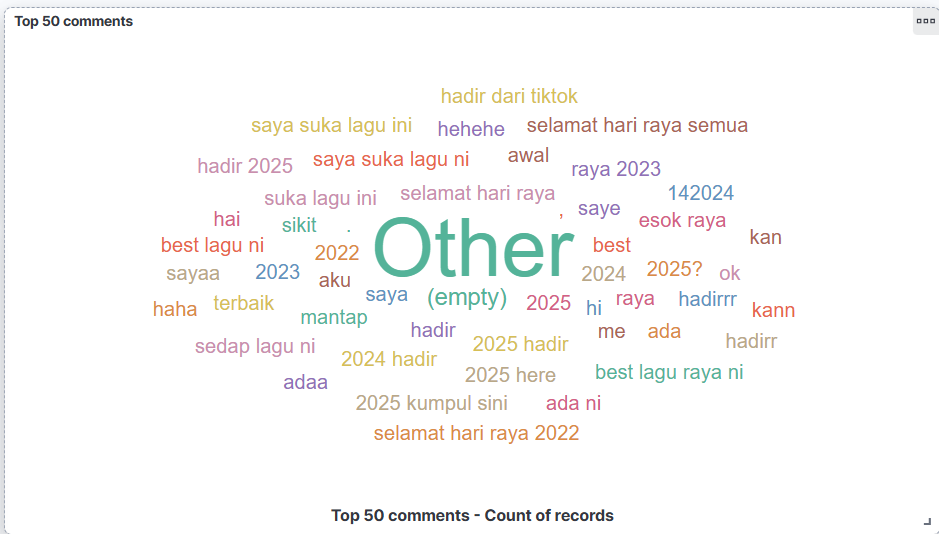 Top 50 comments
hadir dari tiktok
saya suka lagu ini hehehe selamat hari raya semua
hadir 2025 saya suka lagu ni awal raya 2023
suka lagu ini selamat hari raya 142024
hai sikit . , saye esok raya
Other
best lagu ni 2022 best kan
sayaa 2023 aku 2024 2025? ok
haha terbaik saya (empty) 2025 hi raya hadirrr kann
mantap hadir me ada hadirr
sedap lagu ni 2024 hadir 2025 hadir
adaa 2025 here best lagu raya ni
2025 kumpul sini ada ni
selamat hari raya 2022
Top 50 comments - Count of records